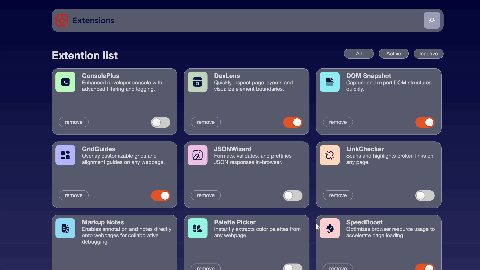 Extensions
Extention list
All
Active
Inactive
ConsolePlus
Enhanced developer console with
advanced filtering and logging.
remove
DevLens
Quickly inspect page layouts and
visualize element boundaries.
remove
DOM Snapshot
Capture and export DOM structures
quickly.
remove
GridGuides
Overlay customizable grids and
alignment guides on any webpage.
remove
JSONWizard
Formats, validates, and prettifies
JSON responses in-browser.
remove
LinkChecker
Scans and highlights broken links on
any page.
remove
Markup Notes
Enables annotation and notes directly
onto webpages for collaborative
debugging.
remove
Palette Picker
Instantly extracts color palettes from
any webpage.
remove
SpeedBoost
Optimizes browser resource usage to
accelerate page loading.
remove